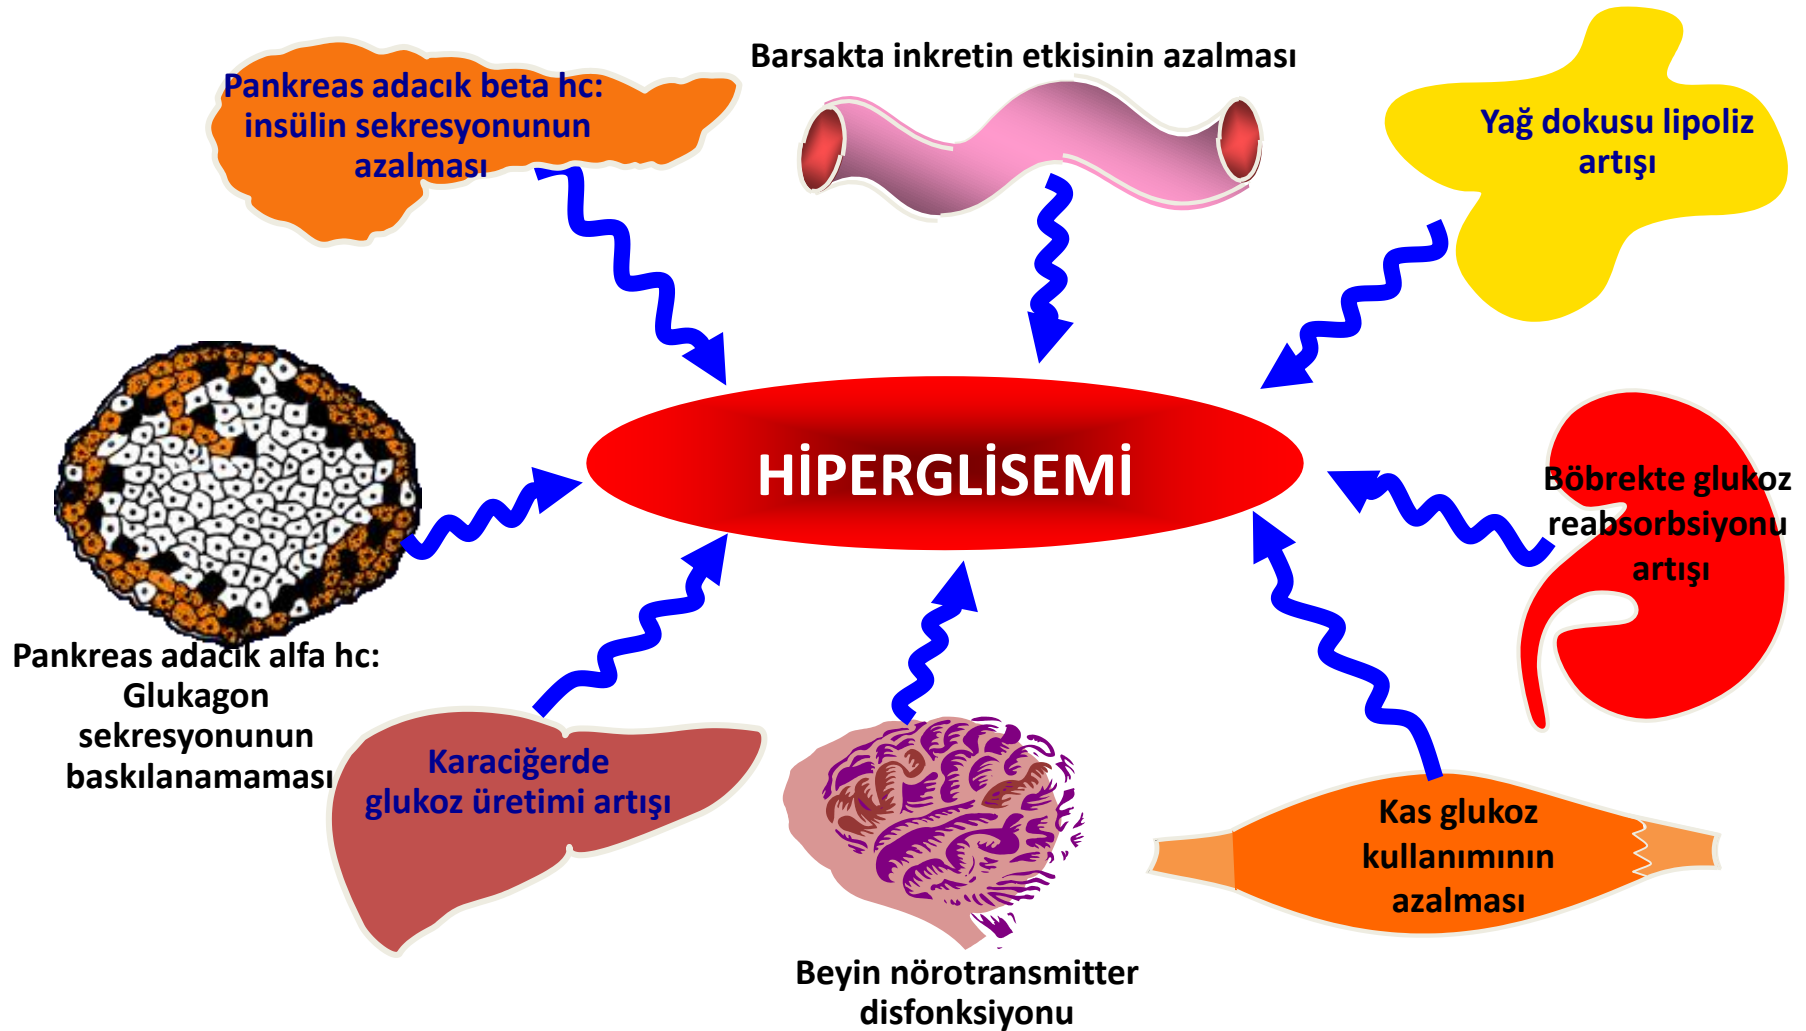 Pankreas adacık beta hc:
insülin sekresyonunun
azalması
Barsakta inkretin etkisinin azalması
Yağ dokusu lipoliz
artışı
HİPERGLİSEMİ
Böbrekte glukoz
reabsorbsiyonu
artışı
Pankreas adacık alfa hc:
Glukagon
sekresyonunun
baskılanamaması
Karaciğerde
glukoz üretimi artışı
Kas glukoz
kullanımının
azalması
Beyin nörotransmitter
disfonksiyonu